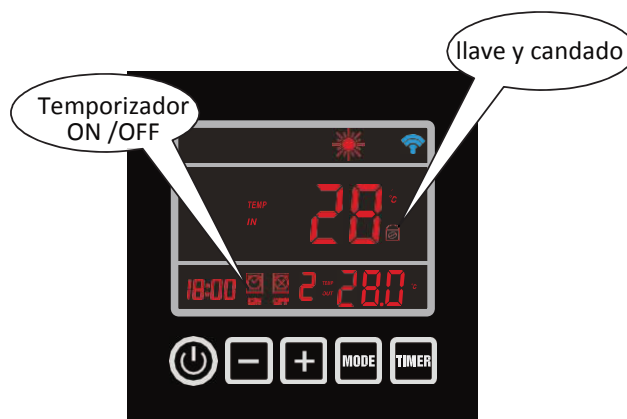 llave y candado
Temporizador
ON /OFF
TEMP
IN
28 °C
18:00 ON OFF 2 TEMP OUT 28.0 °C
MODE TIMER